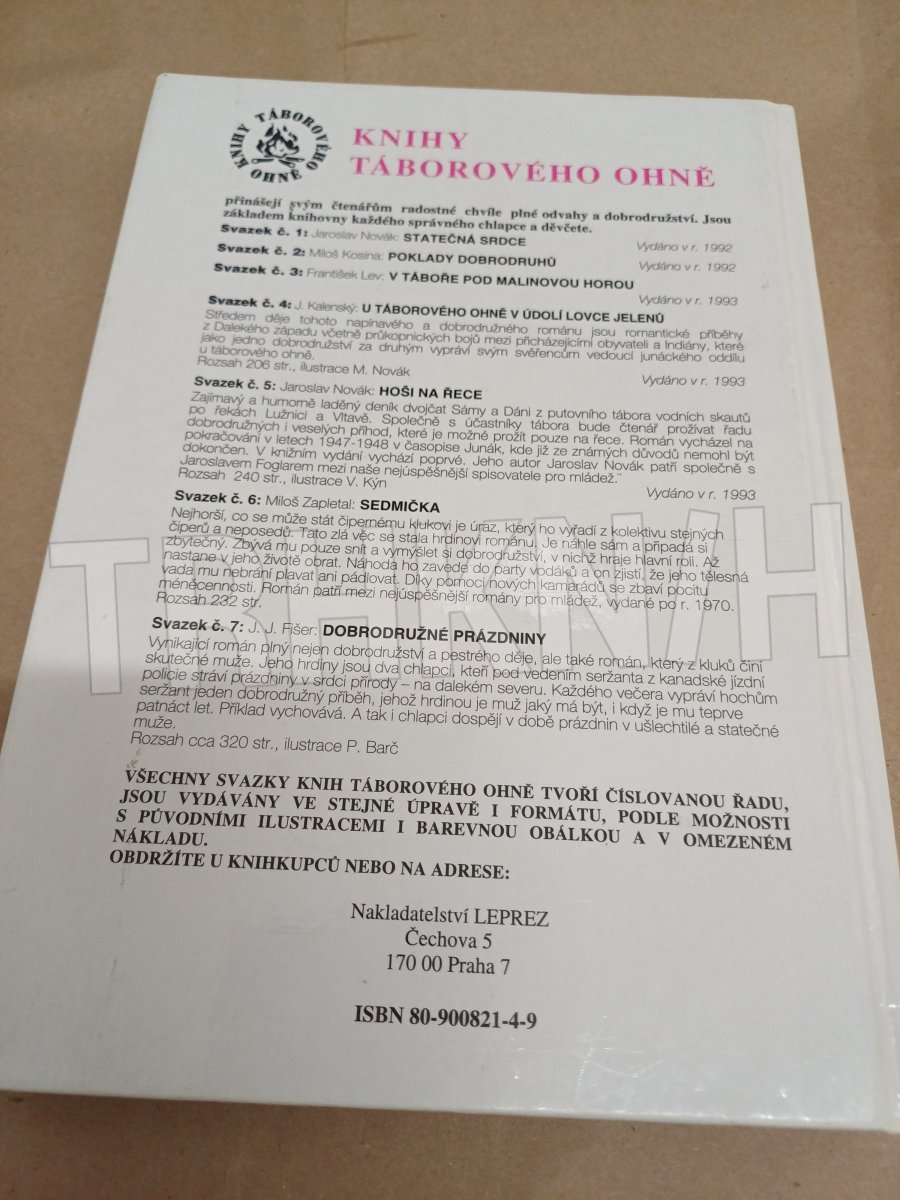 KNIHY TÁBOROVÉHO OHNĚ
KNIHY
TÁBOROVÉHO OHNĚ
přinášejí svým čtenářům radostné chvíle plné odvahy a dobrodružství. Jsou
základem knihovny každého správného chlapce a děvčete.
Svazek č. 1: Jaroslav Novák: STATEČNÁ SRDCE Vydáno v r. 1992
Svazek č. 2: Miloš Kosina: POKLADY DOBRODRUHŮ Vydáno v r. 1992
Svazek č. 3: František Lev: V TÁBOŘE POD MALINOVOU HOROU
Vydáno v r. 1993
Svazek č. 4: J. Kalenský: U TÁBOROVÉHO OHNĚ V ÚDOLÍ LOVCE JELENŮ
Středem děje tohoto napínavého a dobrodružného románu jsou romantické příběhy
z Dalekého západu včetně průkopnických bojů mezi přicházejícími obyvateli a Indiány, které
jako jedno dobrodružství za druhým vypráví svým svěřencům vedoucí junáckého oddílu
u táborového ohně.
Rozsah 206 str., ilustrace M. Novák Vydáno v r. 1993
Svazek č. 5: Jaroslav Novák: HOŠI NA ŘECE
Zajímavý a humorně laděný deník dvojčat Sámy a Dáni z putovního tábora vodních skautů
po řekách Lužnici a Vltavě. Společně s účastníky tábora bude čtenář prožívat řadu
dobrodružných i veselých příhod, které je možné prožít pouze na řece. Román vycházel na
pokračování v letech 1947-1948 v časopise Junák, kde již ze známých důvodů nemohl být
dokončen. V knižním vydání vychází poprvé. Jeho autor Jaroslav Novák patří společně s
Jaroslavem Foglarem mezi naše nejúspěšnější spisovatele pro mládež."
Rozsah 240 str., ilustrace V. Kýn Vydáno v r. 1993
Svazek č. 6: Miloš Zapletal: SEDMIČKA
Nejhorší, co se může stát čipernému klukovi je úraz, který ho vyřadí z kolektivu stejných
čiperů a neposedů. Tato zlá věc se stala hrdinovi románu. Je náhle sám a připadá si
zbytečný. Zbývá mu pouze snít a vymýšlet si dobrodružství, v nichž hraje hlavní roli. Až
nastane v jeho životě obrat. Náhoda ho zavede do party vodáků a on zjistí, že jeho tělesná
vada mu nebrání plavat ani pádlovat. Díky pomoci nových kamarádů se zbaví pocitu
méněcennosti. Román patří mezi nejúspěšnější romány pro mládež, vydané po r. 1970.
Rozsah 232 str.
Svazek č. 7: J. J. Fišer: DOBRODRUŽNÉ PRÁZDNINY
Vynikající román plný nejen dobrodružství a pestrého děje, ale také román, který z kluků činí
skutečné muže. Jeho hrdiny jsou dva chlapci, kteří pod vedením seržanta z kanadské jízdní
policie stráví prázdniny v srdci přírody – na dalekém severu. Každého večera vypráví hochům
seržant jeden dobrodružný příběh, jehož hrdinou je muž jaký má být, i když je mu teprve
patnáct let. Příklad vychovává. A tak i chlapci dospějí v době prázdnin v ušlechtilé a statečné
muže.
Rozsah cca 320 str., ilustrace P. Barč
VŠECHNY SVAZKY KNIH TÁBOROVÉHO OHNĚ TVOŘÍ ČÍSLOVANOU ŘADU,
JSOU VYDÁVÁNY VE STEJNÉ ÚPRAVĚ I FORMÁTU, PODLE MOŽNOSTI
S PŮVODNÍMI ILUSTRACEMI I BAREVNOU OBÁLKOU A V OMEZENÉM
NÁKLADU.
OBDRŽÍTE U KNIHKUPCŮ NEBO NA ADRESE:
Nakladatelství LEPREZ
Čechova 5
170 00 Praha 7
ISBN 80-900821-4-9